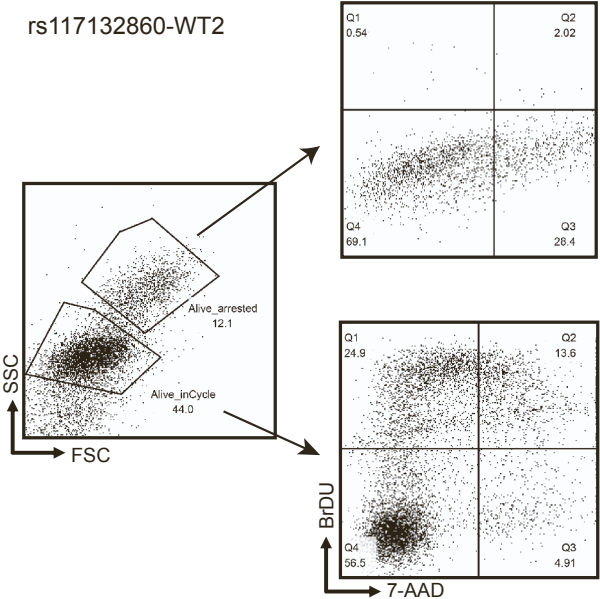 rs117132860-WT2
Q1
0.54
Q2
2.02
Q4
69.1
Q3
28.4
Alive_arrested
12.1
Alive_inCycle
44.0
SSC
FSC
Q1
24.9
Q2
13.6
Q4
56.5
Q3
4.91
BrDU
7-AAD